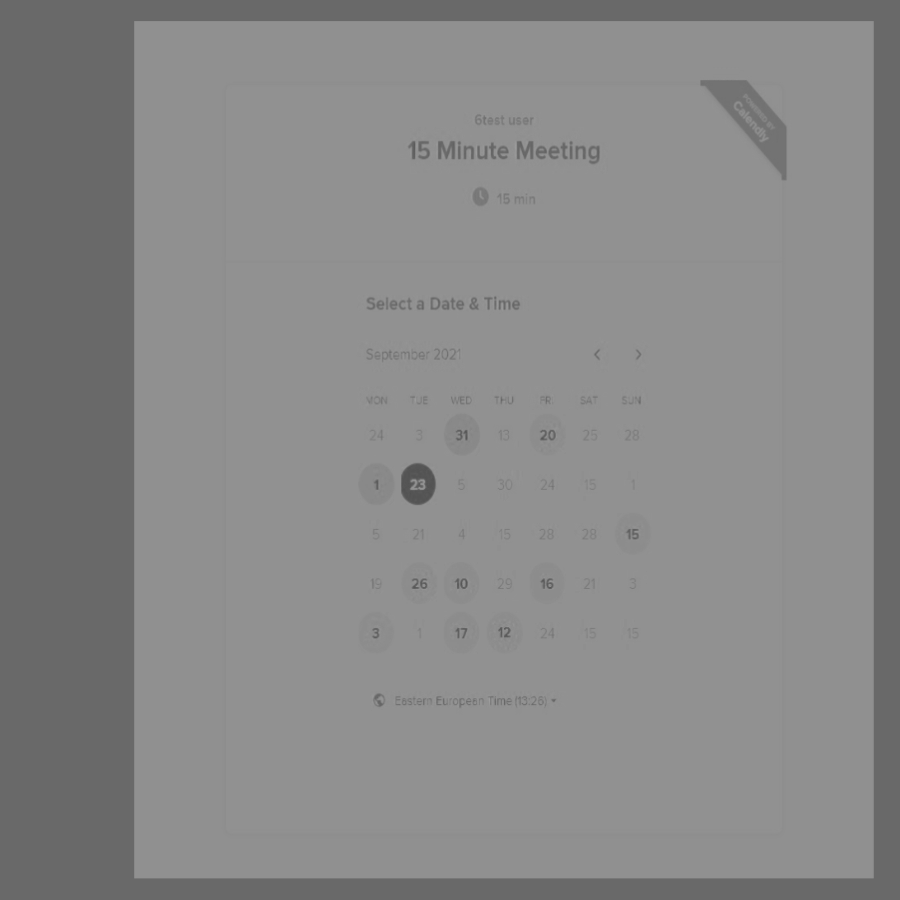 POWERED BY
Calendly
6test user
15 Minute Meeting
15 min
Select a Date & Time
September 2021
MON TUE WED THU FRI SAT SUN
24 3 31 13 20 25 28
1 23 5 30 24 15 1
5 21 4 15 28 28 15
19 26 10 29 16 21 3
3 1 17 12 24 15 15
Eastern European Time (13:26)